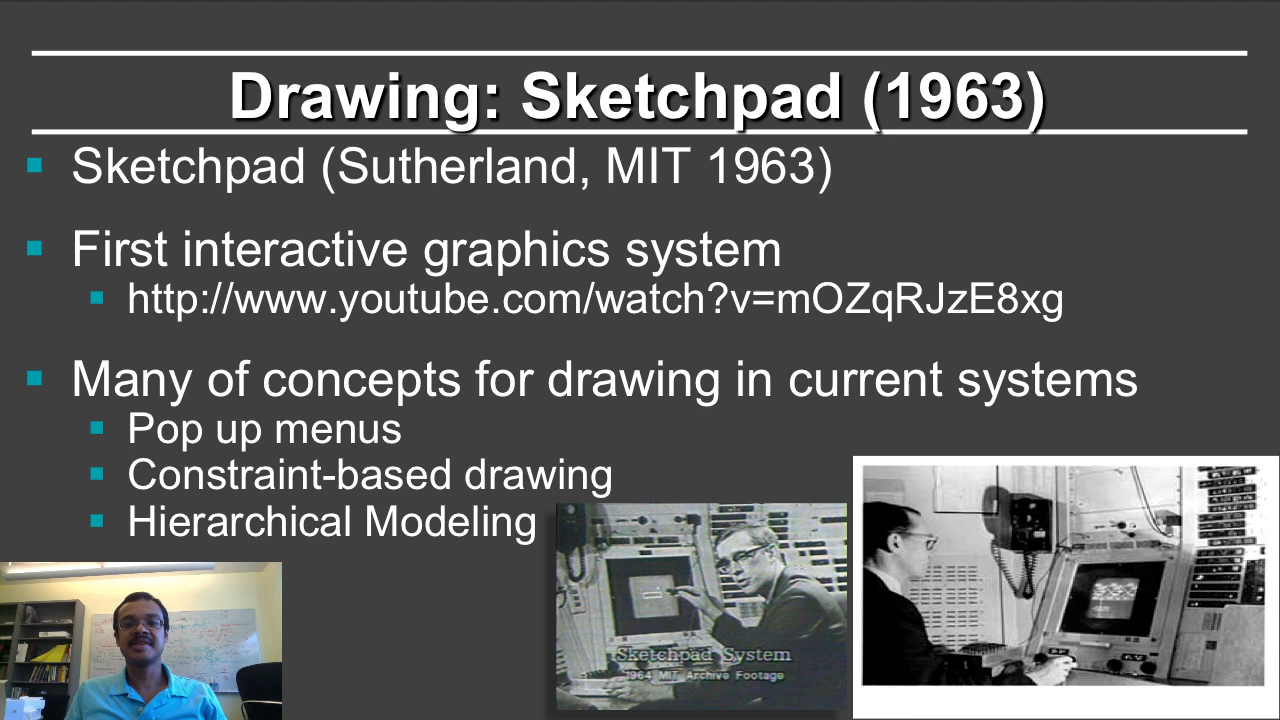 Drawing: Sketchpad (1963)
Sketchpad (Sutherland, MIT 1963)
First interactive graphics system
http://www.youtube.com/watch?v=mOZqRJzE8xg
Many of concepts for drawing in current systems
Pop up menus
Constraint-based drawing
Hierarchical Modeling
Sketchpad System
1964 MIT Archive Footage